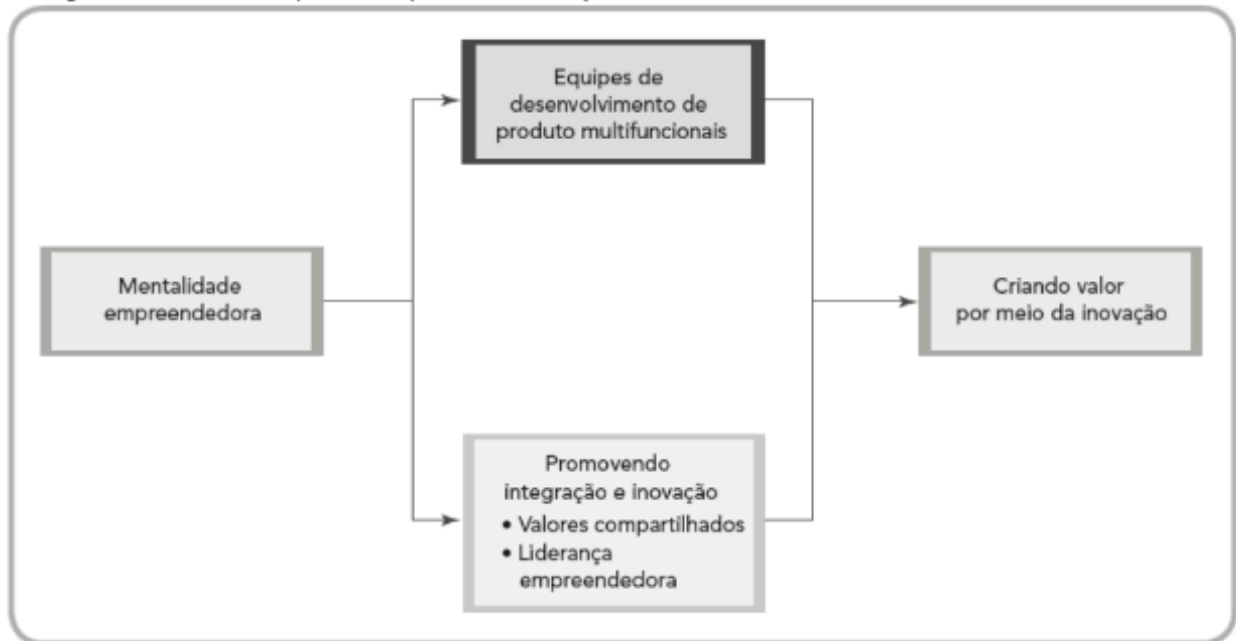 Equipes de
desenvolvimento de
produto multifuncionais
Mentalidade
empreendedora
Criando valor
por meio da inovação
Promovendo
integração e inovação
• Valores compartilhados
• Liderança
empreendedora